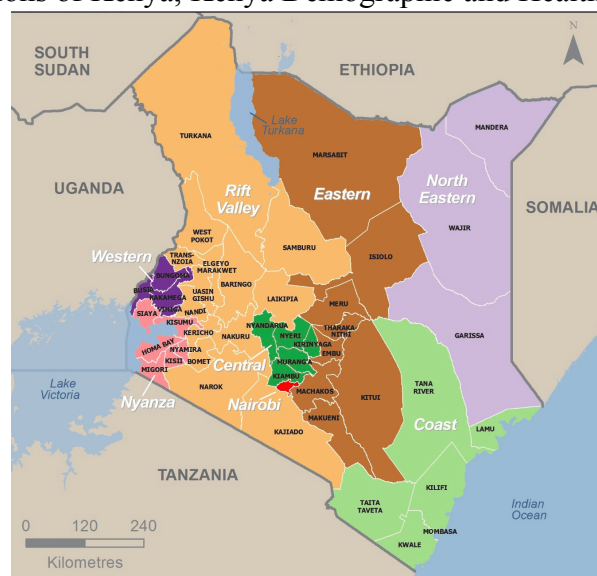 ions of Kenya, Kenya Demographic and Health
SOUTH
SUDAN
ETHIOPIA
N
Lake
Turkana
MANDERA
TURKANA
MARSABIT
UGANDA
Rift
Valley
Eastern
North
Eastern
SOMALIA
WAJIR
WEST
POKOT
SAMBURU
ISIOLO
Western
TRANS-
NZOIA
ELGEYO
MARAKWET
BUNGOMA
BARINGO
BUSIA
KAKAMEGA
UASIN
GISHU
LAIKIPIA
MERU
VIHIGA
NANDI
SIAYA
KISUMU
NYANDARUA
THARAKA-
NITHI
GARISSA
KERICHO
NYERI
KIRINYAGA
HOMA BAY
NYAMIRA
NAKURU
EMBU
KISII
BOMET
Central
MURANGA
MIGORI
KIAMBU
KITUI
TANA
RIVER
Lake
Victoria
NAROK
Nyanza
Nairobi
MACHAKOS
Coast
LAMU
MAKUENI
KAJIADO
TANZANIA
KILIFI
TAITA
TAVETA
Indian
Ocean
MOMBASA
KWALE
0 120 240
Kilometres